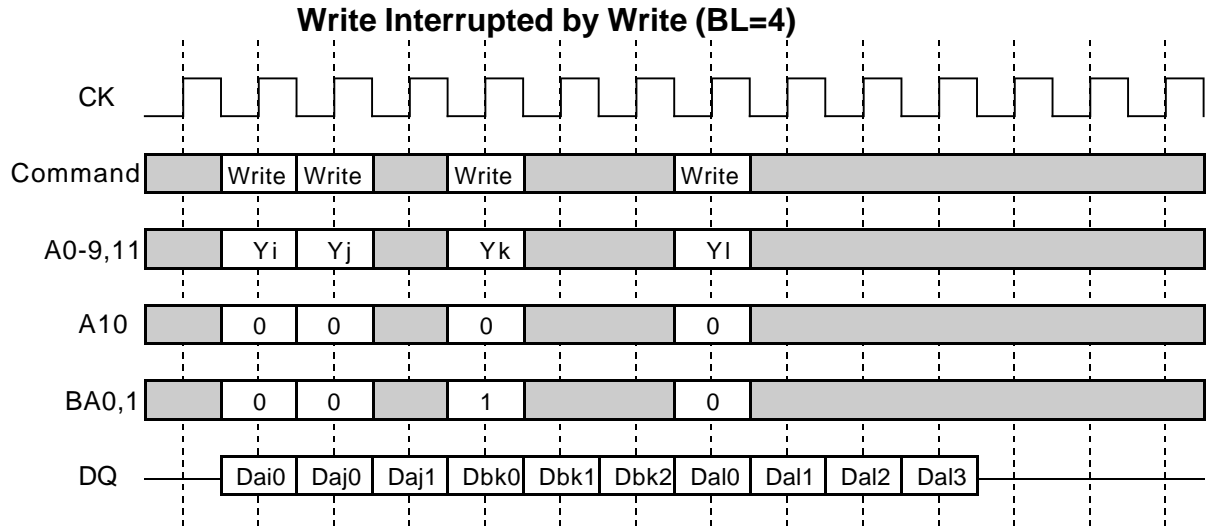 Write Interrupted by Write (BL=4)
CK
Command Write Write Write Write
A0-9,11 Yi Yj Yk Yl
A10 0 0 0 0
BA0,1 0 0 1 0
DQ Dai0 Daj0 Daj1 Dbk0 Dbk1 Dbk2 Dal0 Dal1 Dal2 Dal3